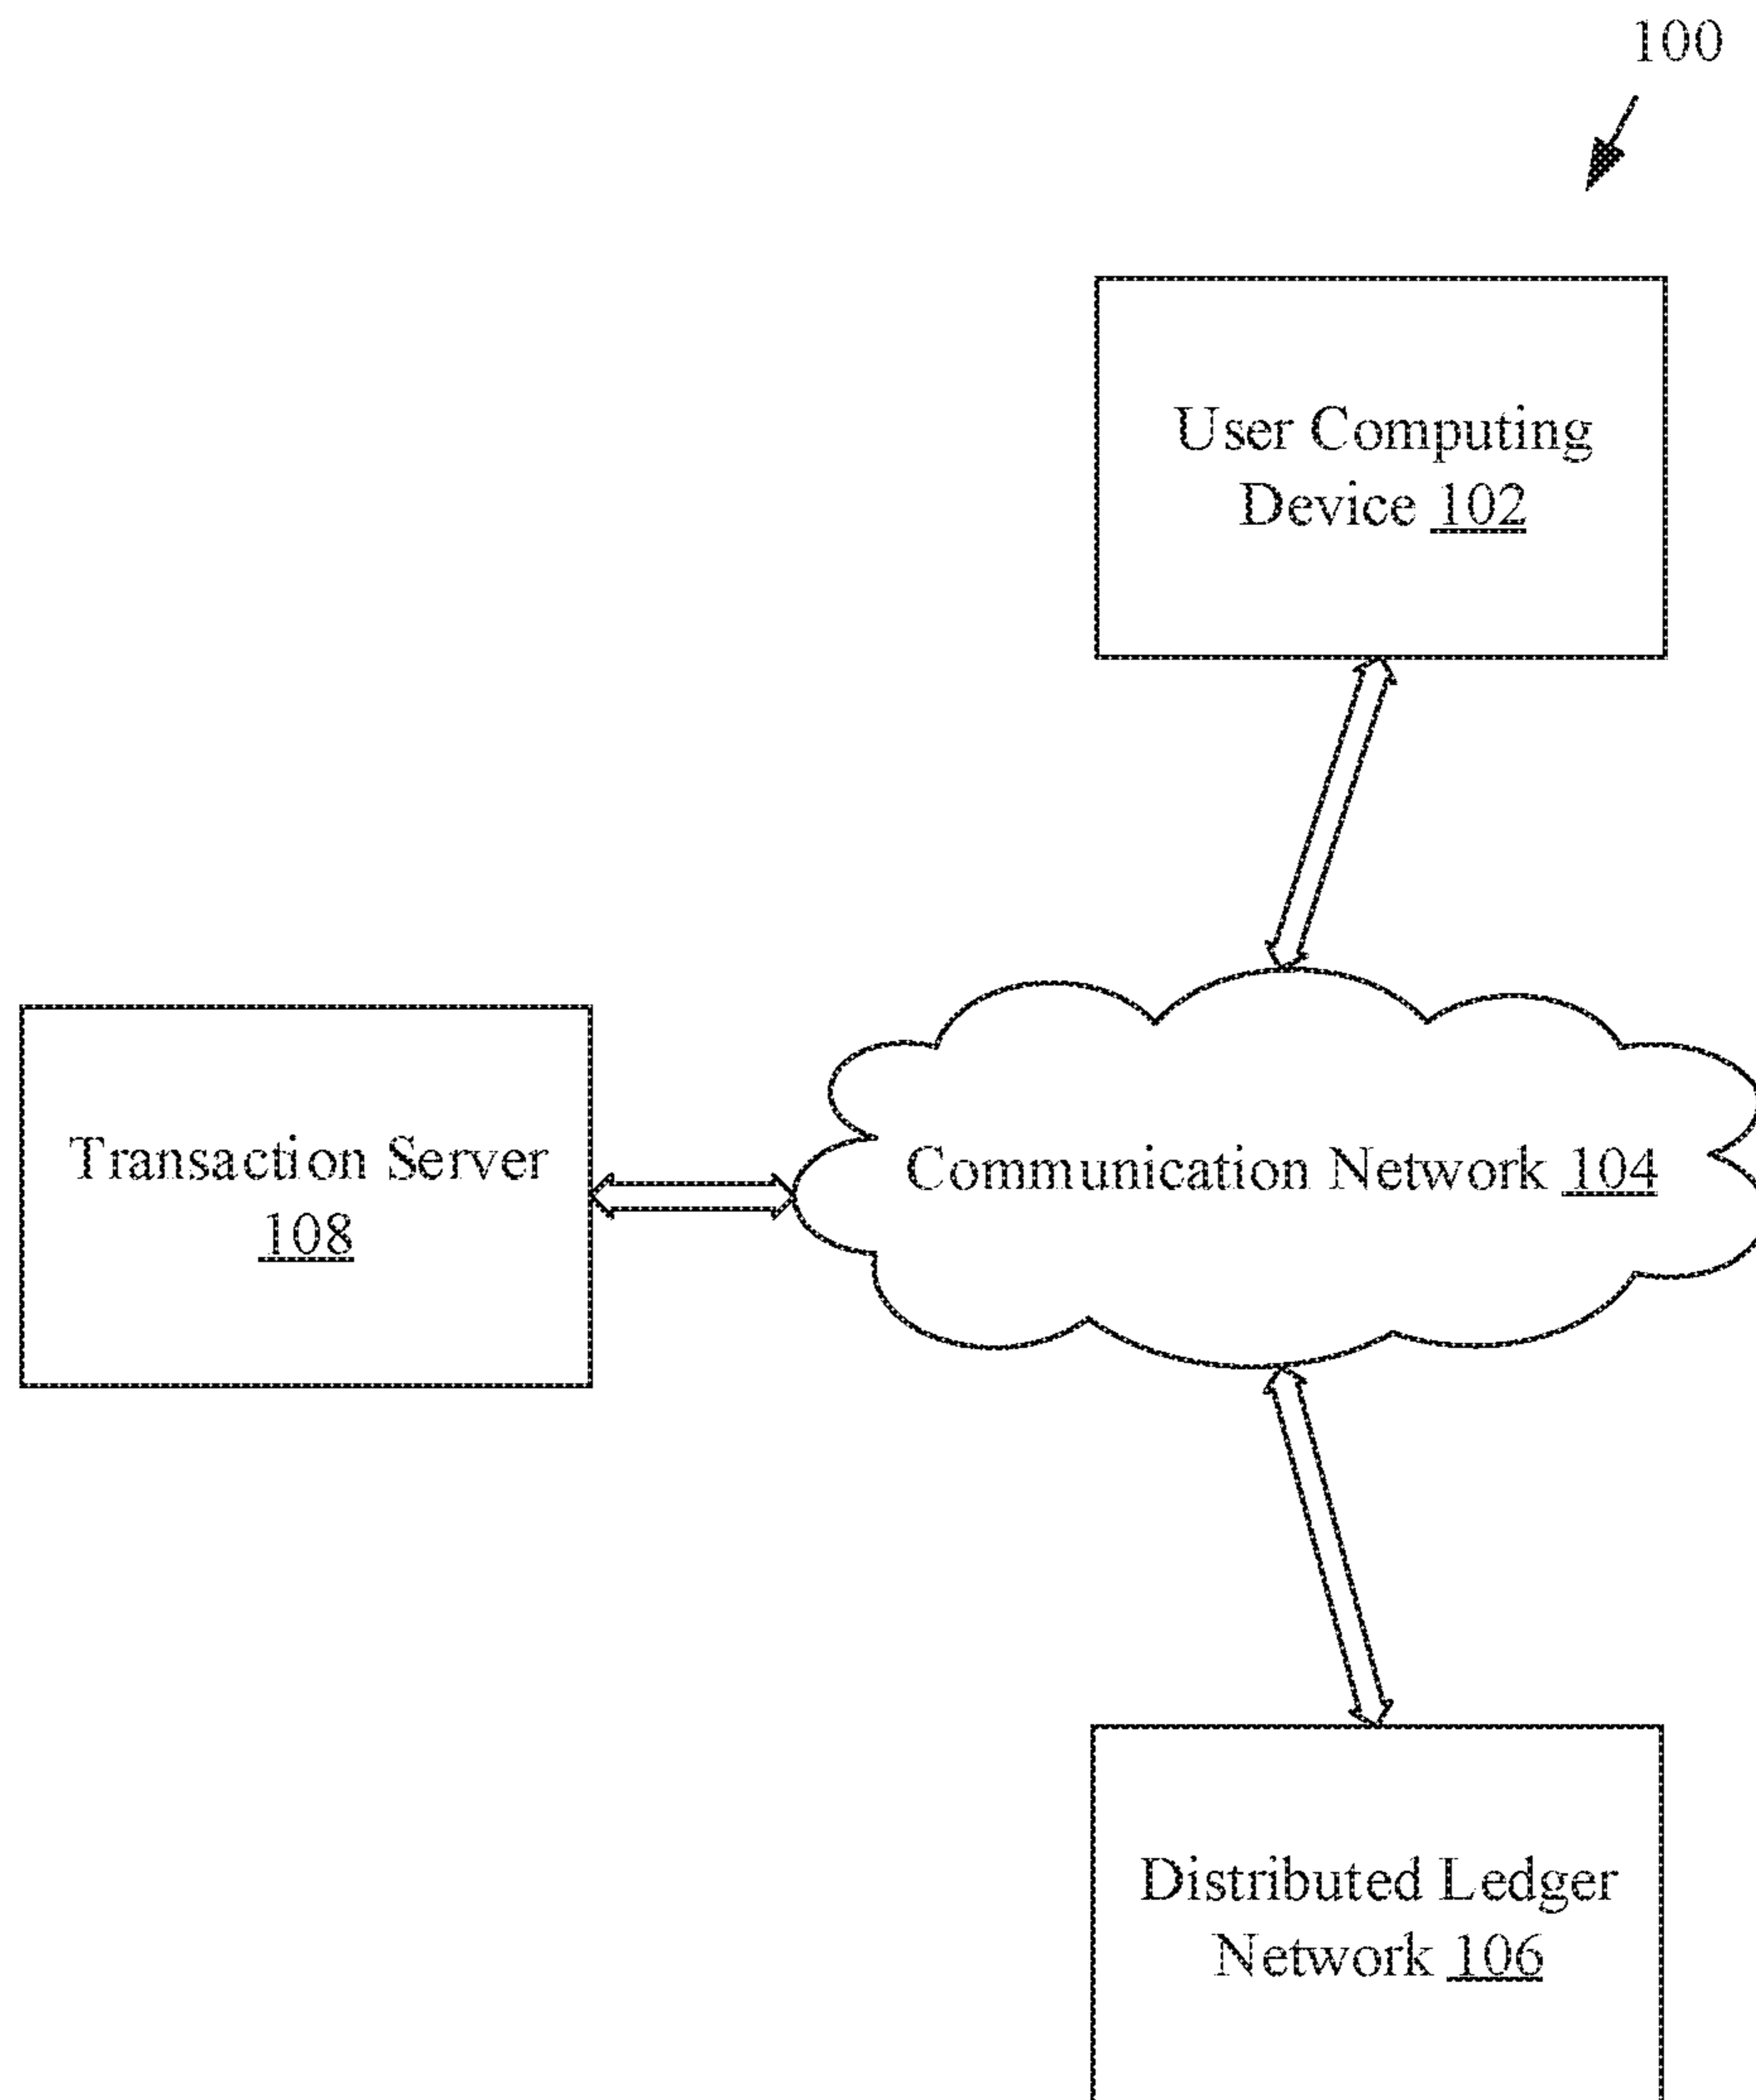 100
User Computing
Device 102
Transaction Server
108
Communication Network 104
Distributed Ledger
Network 106